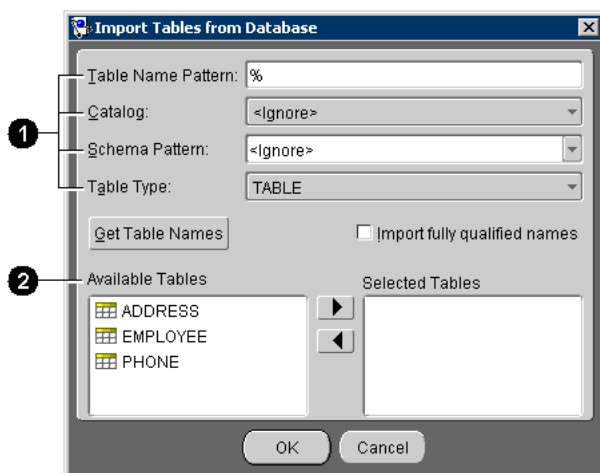 Import Tables from Database
Table Name Pattern: %
Catalog: <Ignore>
1
Schema Pattern: <Ignore>
Table Type: TABLE
Get Table Names Import fully qualified names
2 Available Tables Selected Tables
ADDRESS
EMPLOYEE
PHONE
OK Cancel